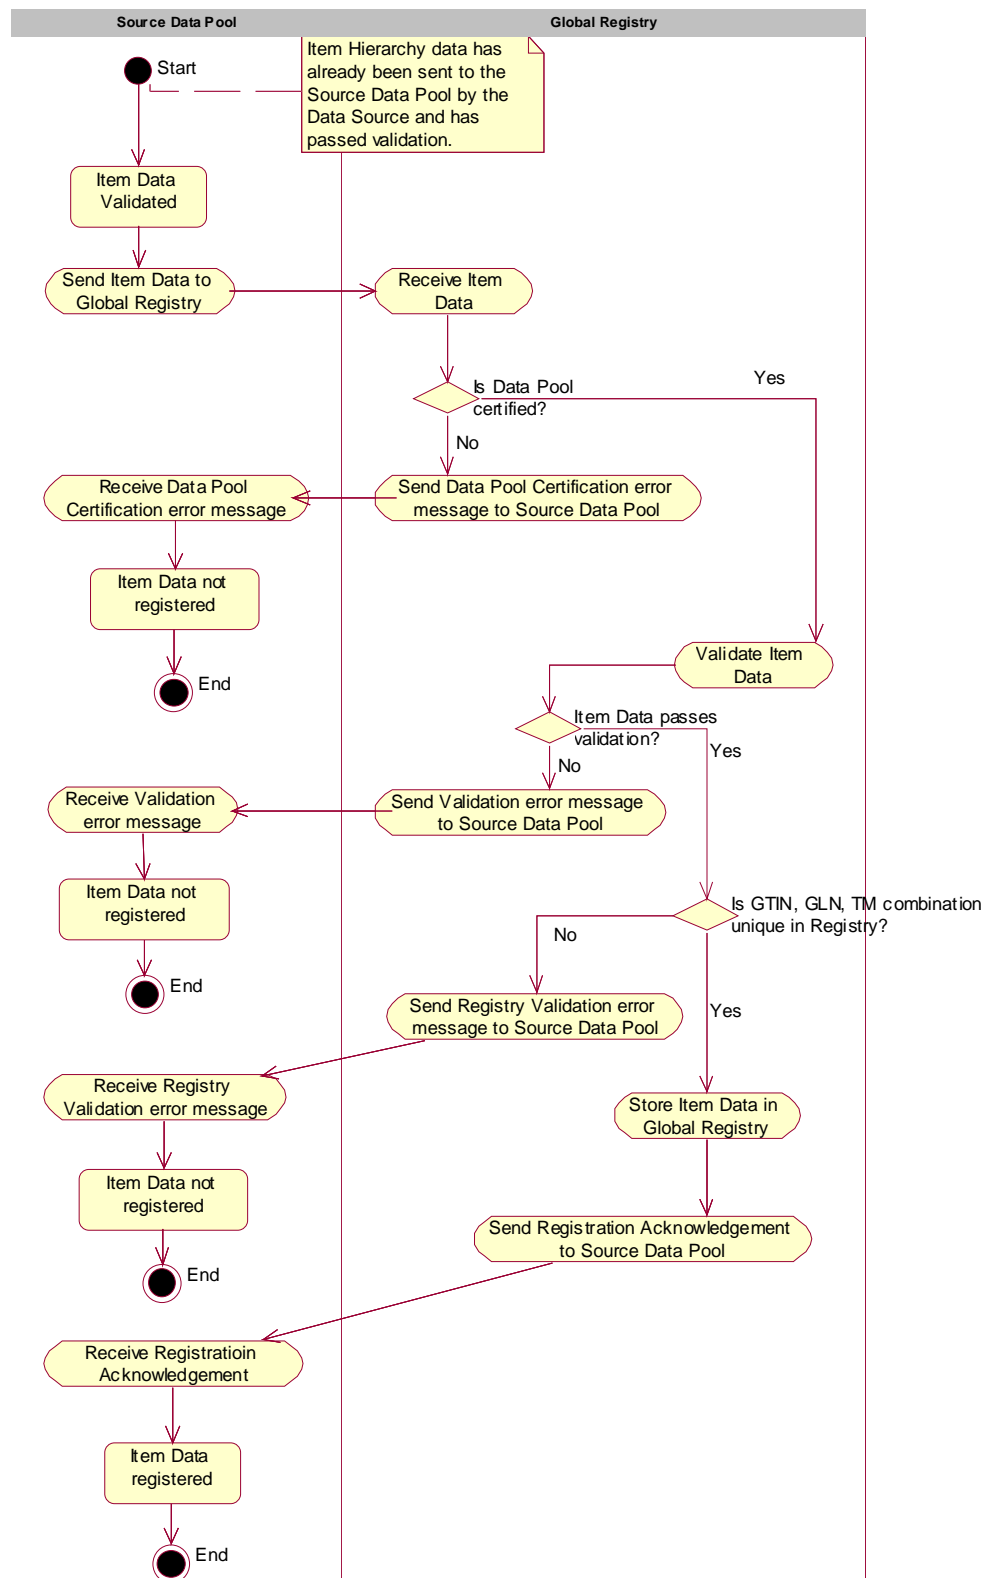 Source Data Pool
Global Registry
Start
Item Hierarchy data has
already been sent to the
Source Data Pool by the
Data Source and has
passed validation.
Item Data
Validated
Send Item Data to
Global Registry
Receive Item
Data
Is Data Pool
certified?
Yes
No
Receive Data Pool
Certification error message
Send Data Pool Certification error
message to Source Data Pool
Item Data not
registered
End
Validate Item
Data
Item Data passes
validation?
Yes
No
Receive Validation
error message
Send Validation error message
to Source Data Pool
Item Data not
registered
End
Is GTIN, GLN, TM combination
unique in Registry?
No
Yes
Send Registry Validation error
message to Source Data Pool
Receive Registry
Validation error message
Store Item Data in
Global Registry
Item Data not
registered
End
Send Registration Acknowledgement
to Source Data Pool
Receive Registratioin
Acknowledgement
Item Data
registered
End